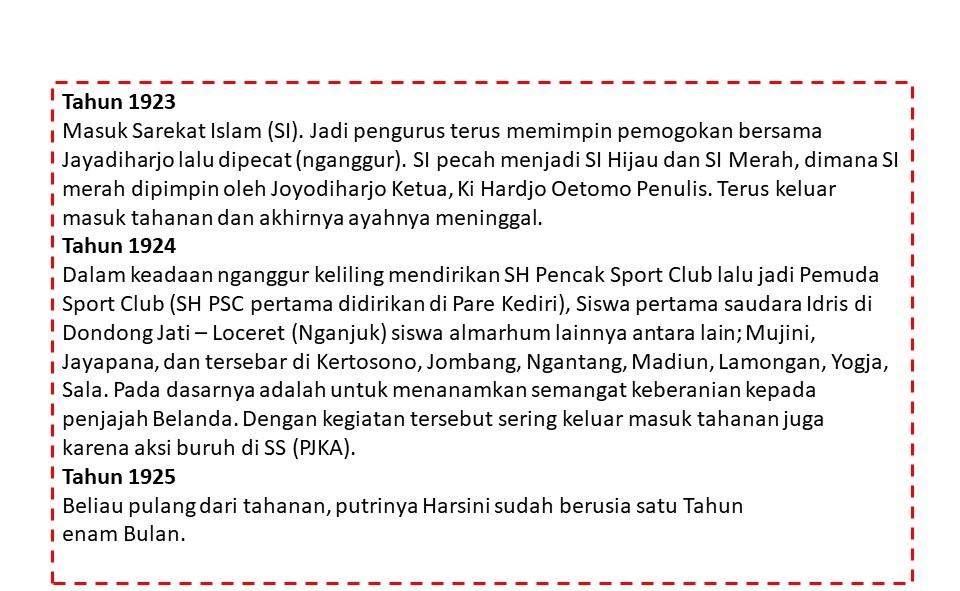 Tahun 1923
Masuk Sarekat Islam (SI). Jadi pengurus terus memimpin pemogokan bersama
Jayadiharjo lalu dipecat (nganggur). SI pecah menjadi SI Hijau dan SI Merah, dimana SI
merah dipimpin oleh Joyodiharjo Ketua, Ki Hardjo Oetomo Penulis. Terus keluar
masuk tahanan dan akhirnya ayahnya meninggal.
Tahun 1924
Dalam keadaan nganggur keliling mendirikan SH Pencak Sport Club lalu jadi Pemuda
Sport Club (SH PSC pertama didirikan di Pare Kediri), Siswa pertama saudara Idris di
Dondong Jati – Loceret (Nganjuk) siswa almarhum lainnya antara lain; Mujini,
Jayapana, dan tersebar di Kertosono, Jombang, Ngantang, Madiun, Lamongan, Yogja,
Sala. Pada dasarnya adalah untuk menanamkan semangat keberanian kepada
penjajah Belanda. Dengan kegiatan tersebut sering keluar masuk tahanan juga
karena aksi buruh di SS (PJKA).
Tahun 1925
Beliau pulang dari tahanan, putrinya Harsini sudah berusia satu Tahun
enam Bulan.